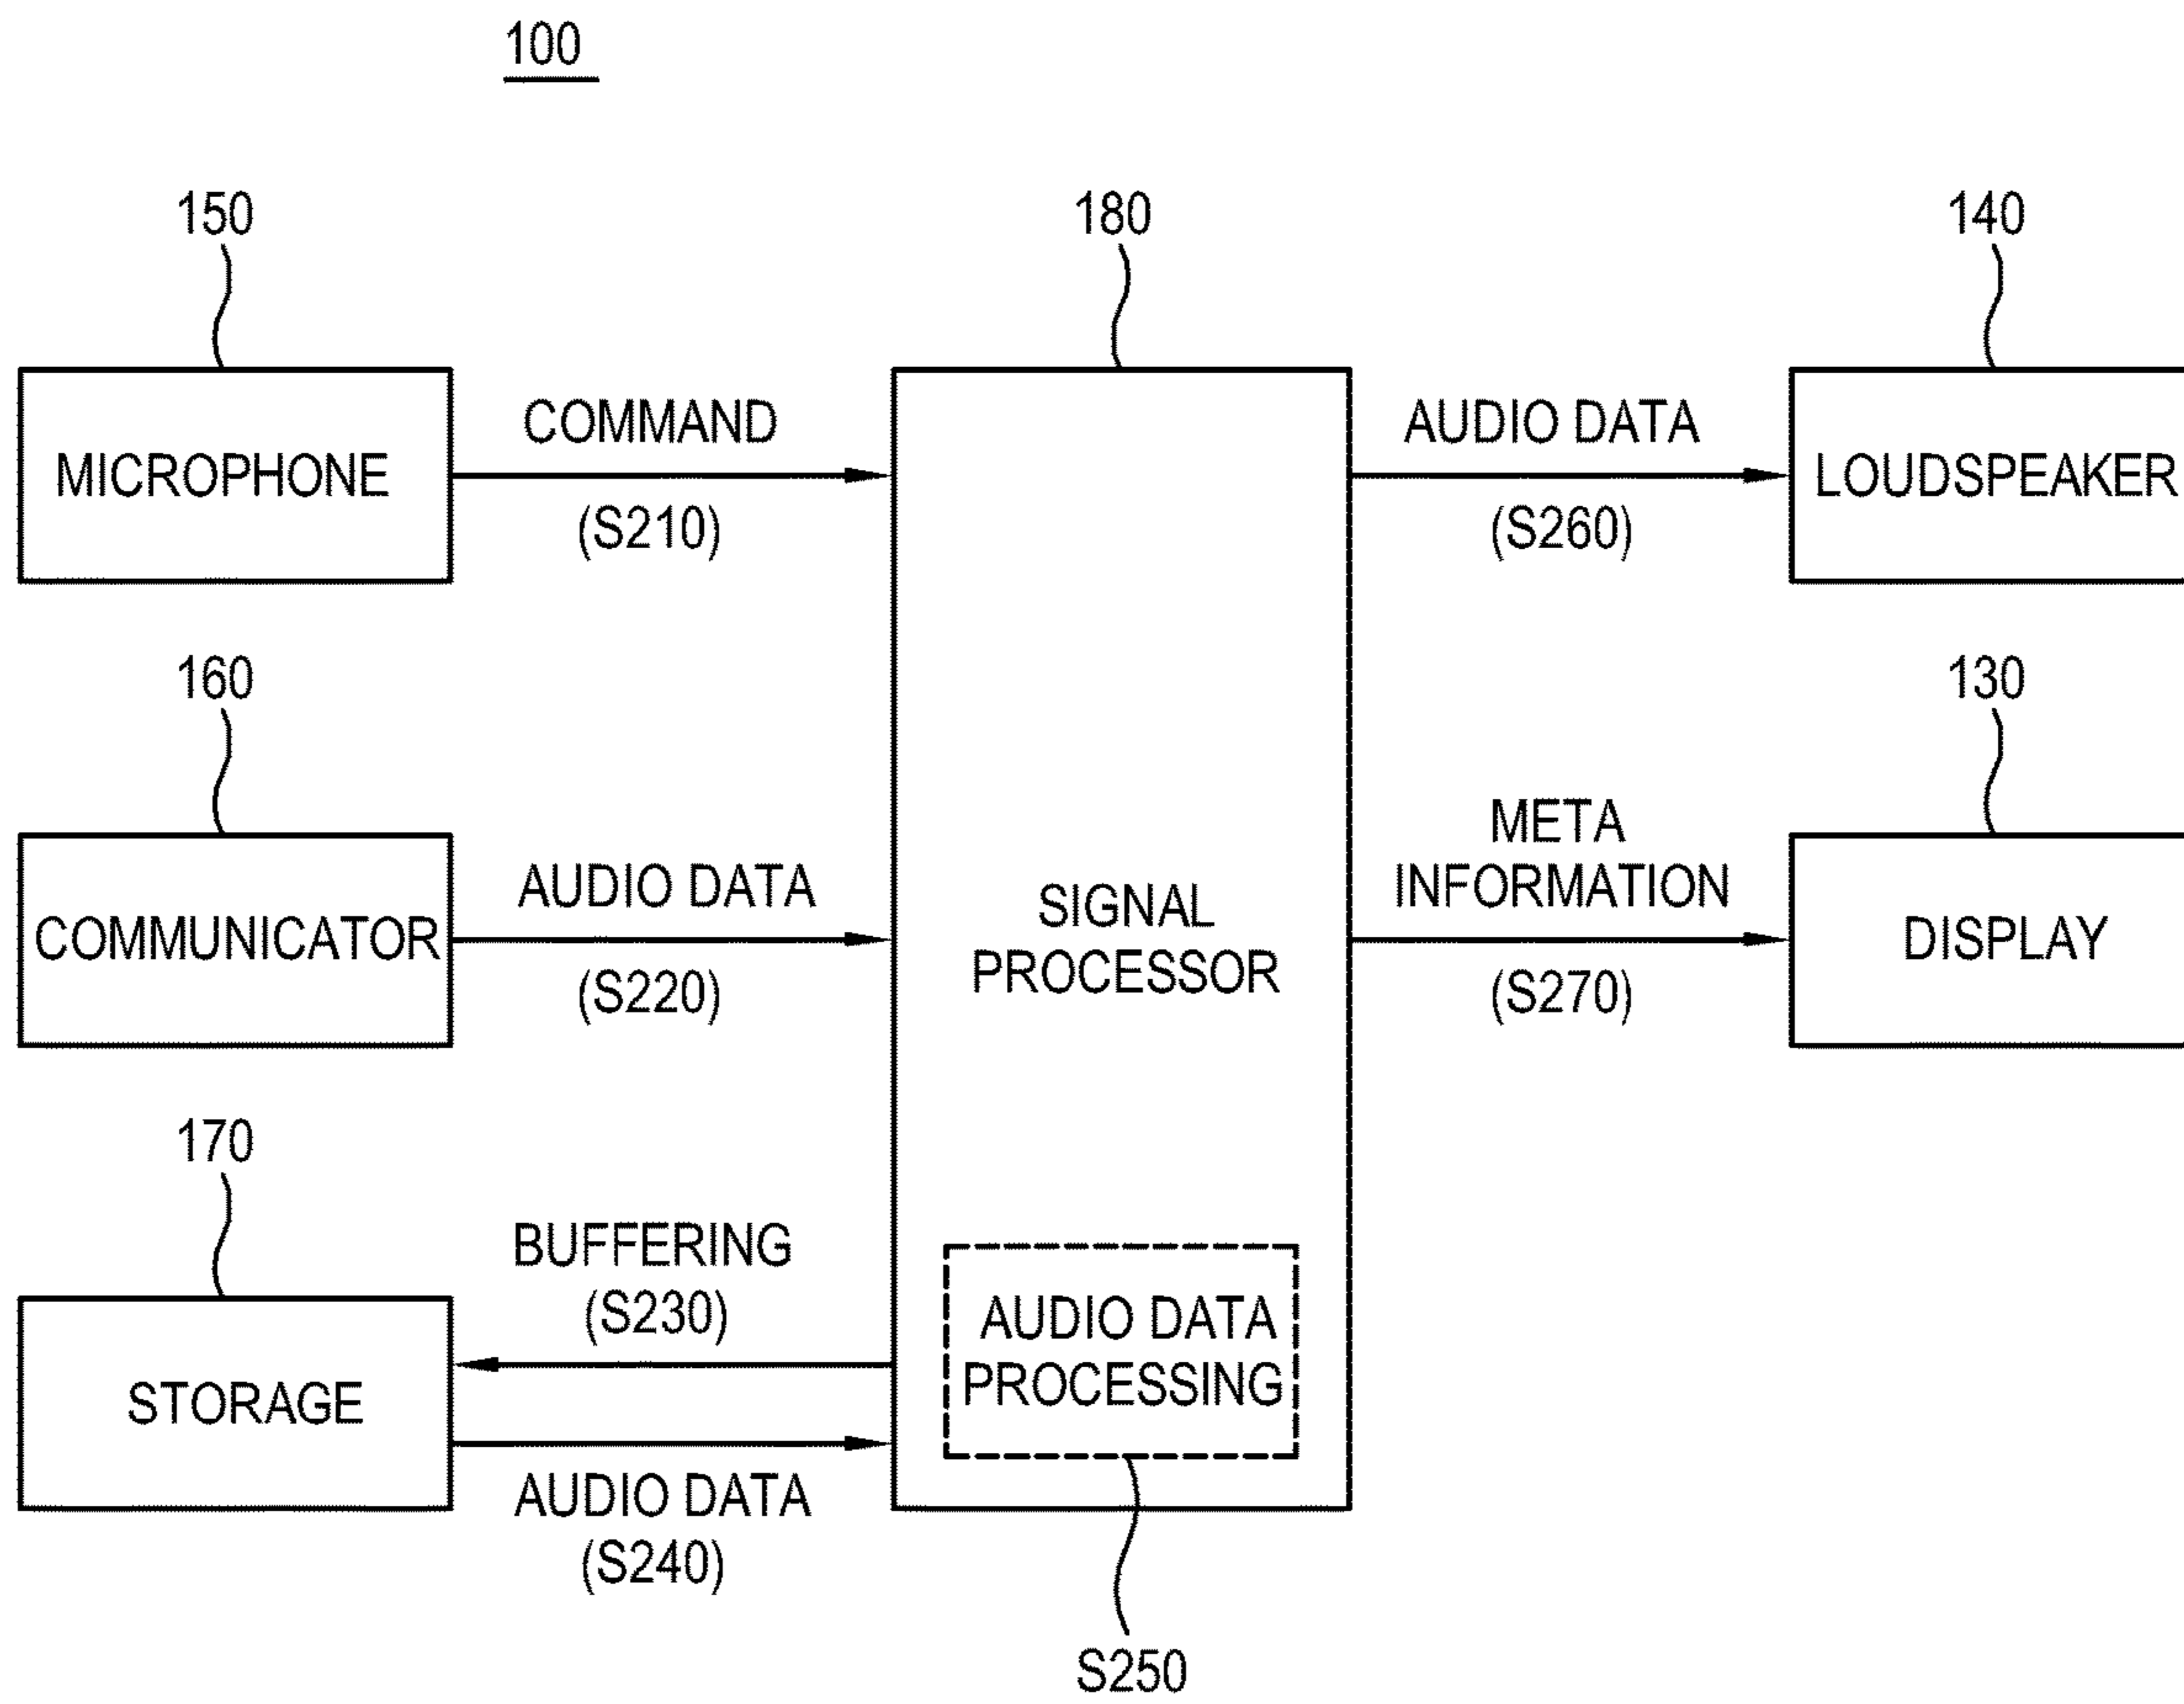 100
150
180
140
MICROPHONE
COMMAND
(S210)
AUDIO DATA
(S260)
LOUDSPEAKER
160
130
COMMUNICATOR
AUDIO DATA
(S220)
SIGNAL
PROCESSOR
META
INFORMATION
(S270)
DISPLAY
170
STORAGE
BUFFERING
(S230)
AUDIO DATA
(S240)
AUDIO DATA
PROCESSING
S250